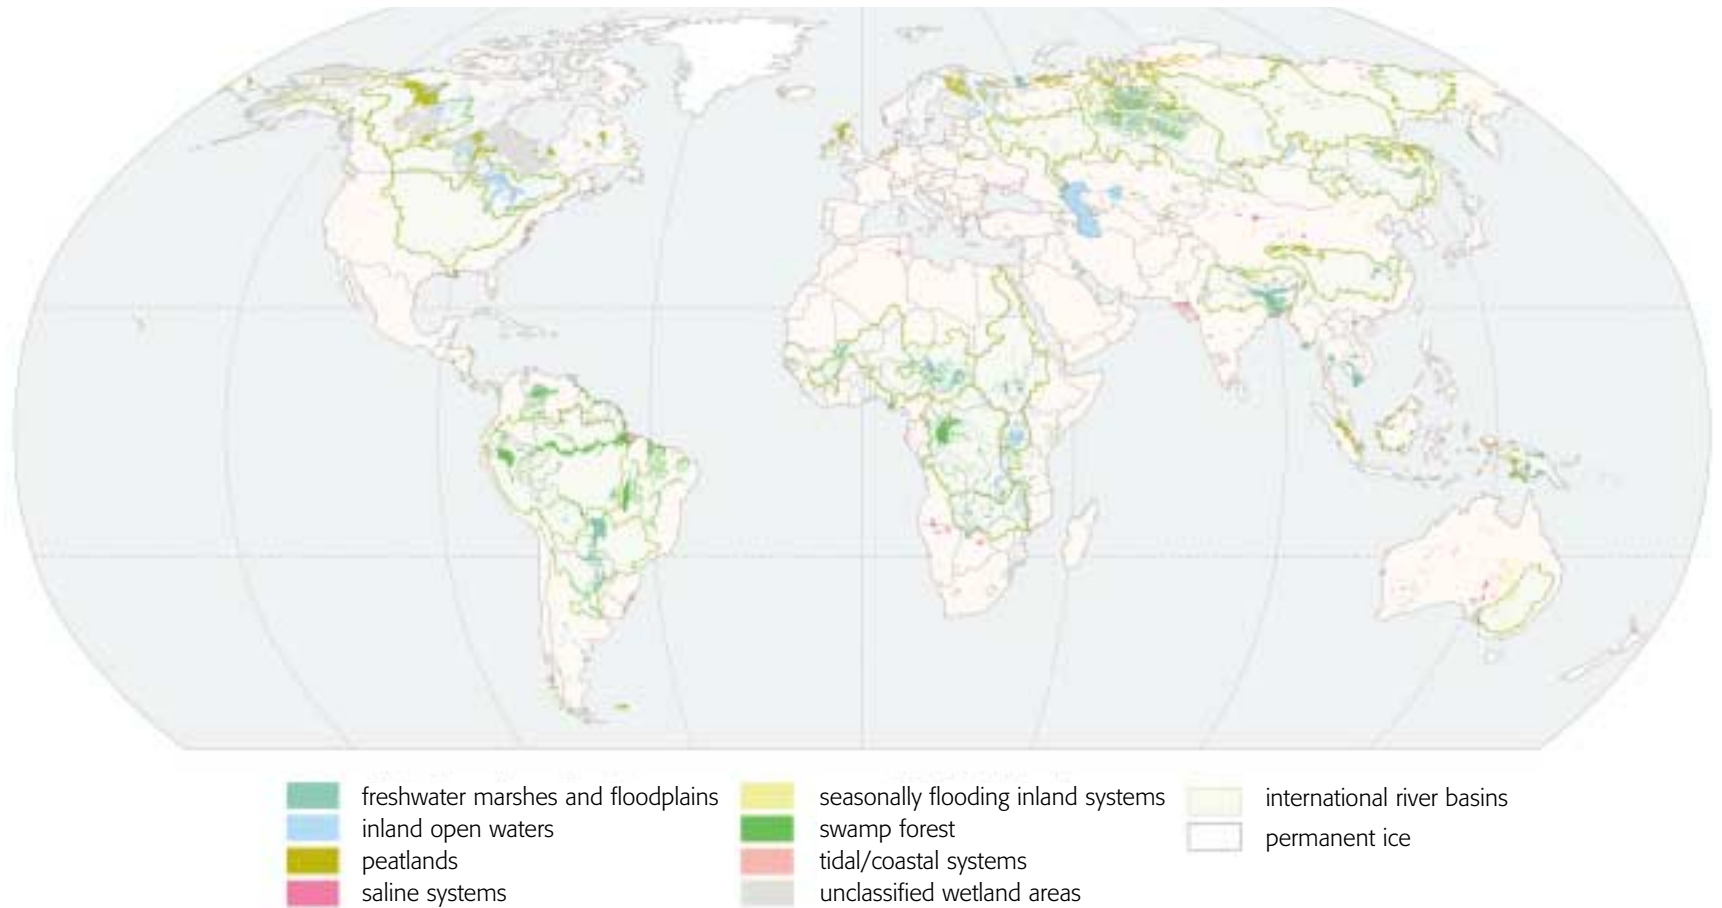 freshwater marshes and floodplains
inland open waters
peatlands
saline systems
seasonally flooding inland systems
swamp forest
tidal/coastal systems
unclassified wetland areas
international river basins
permanent ice